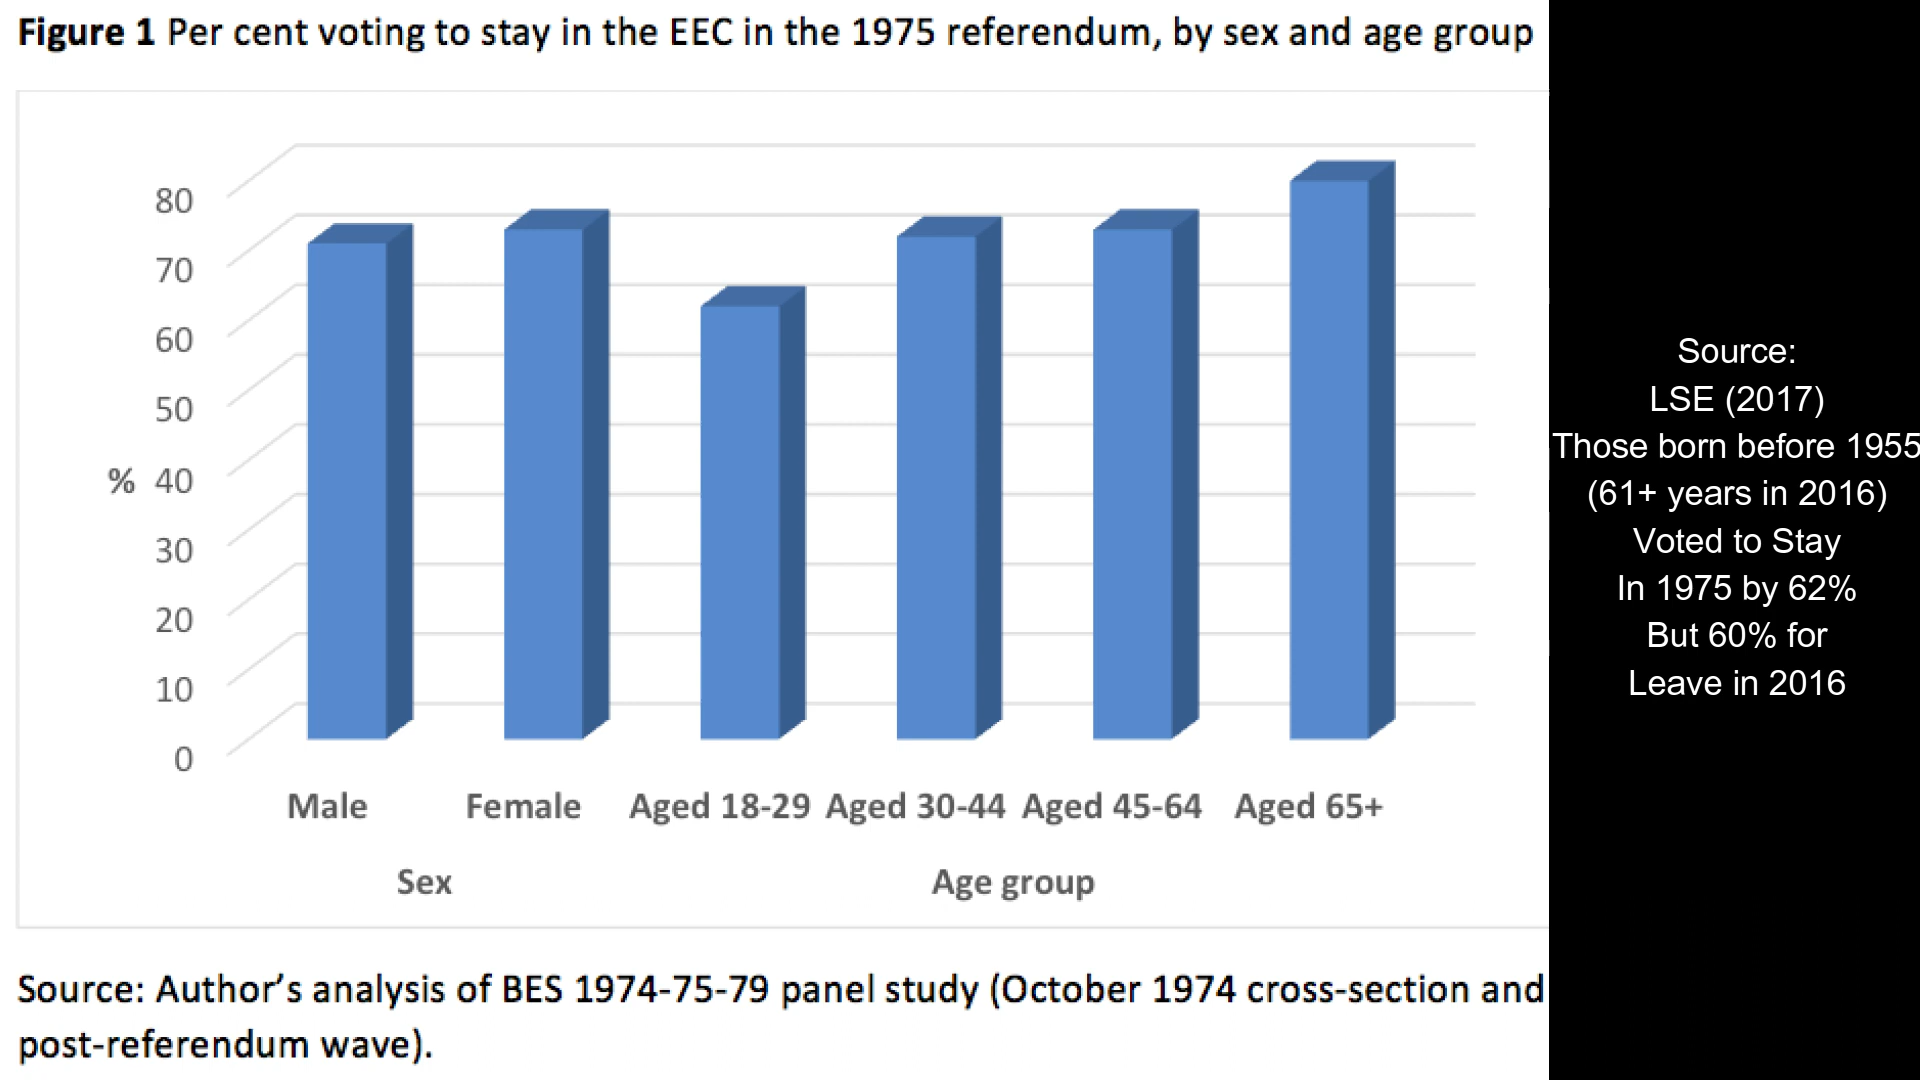 Figure 1 Per cent voting to stay in the EEC in the 1975 referendum, by sex and age group
80
70
60
50
% 40
30
20
10
0
Male Female Aged 18-29 Aged 30-44 Aged 45-64 Aged 65+
Sex Age group
Source: Author's analysis of BES 1974-75-79 panel study (October 1974 cross-section and
post-referendum wave).
Source:
LSE (2017)
Those born before 1955
(61+ years in 2016)
Voted to Stay
In 1975 by 62%
But 60% for
Leave in 2016